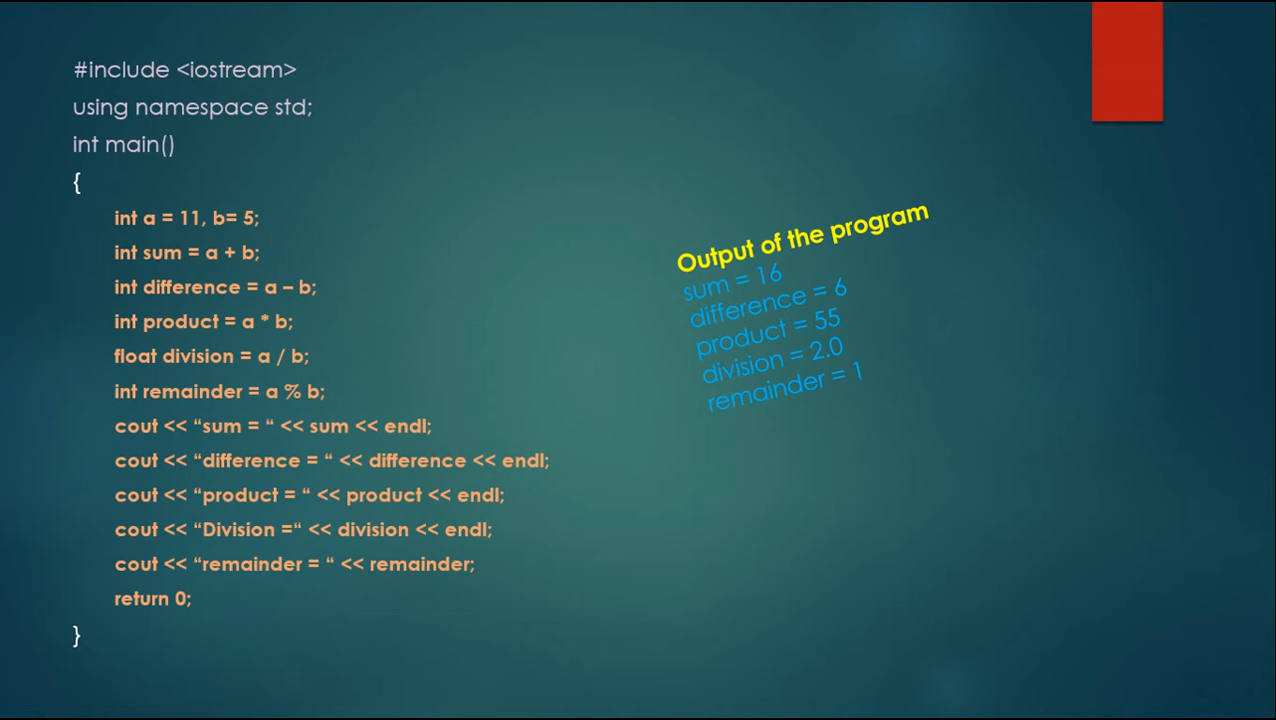 #include <iostream>
using namespace std;
int main()
{
int a = 11, b= 5;
int sum = a + b;
int difference = a – b;
int product = a * b;
float division = a / b;
int remainder = a % b;
cout << “sum = “ << sum << endl;
cout << “difference = “ << difference << endl;
cout << “product = “ << product << endl;
cout << “Division =“ << division << endl;
cout << “remainder = “ << remainder;
return 0;
}
Output of the program
sum = 16
difference = 6
product = 55
division = 2.0
remainder = 1